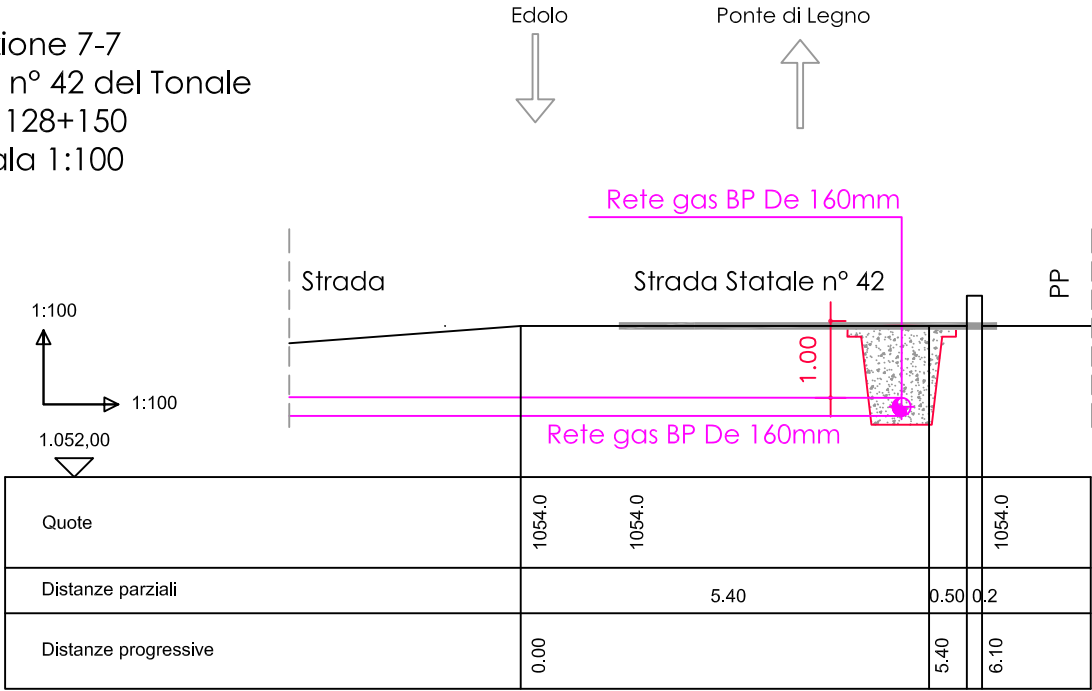 Edolo
Ponte di Legno
ione 7-7
n° 42 del Tonale
128+150
ala 1:100
Rete gas BP De 160mm
Strada
Strada Statale n° 42
PP
1:100
1.00
1:100
1.052,00
Rete gas BP De 160mm
Quote
1054.0
1054.0
1054.0
Distanze parziali
5.40
0.50
0.2
Distanze progressive
0.00
5.40
6.10